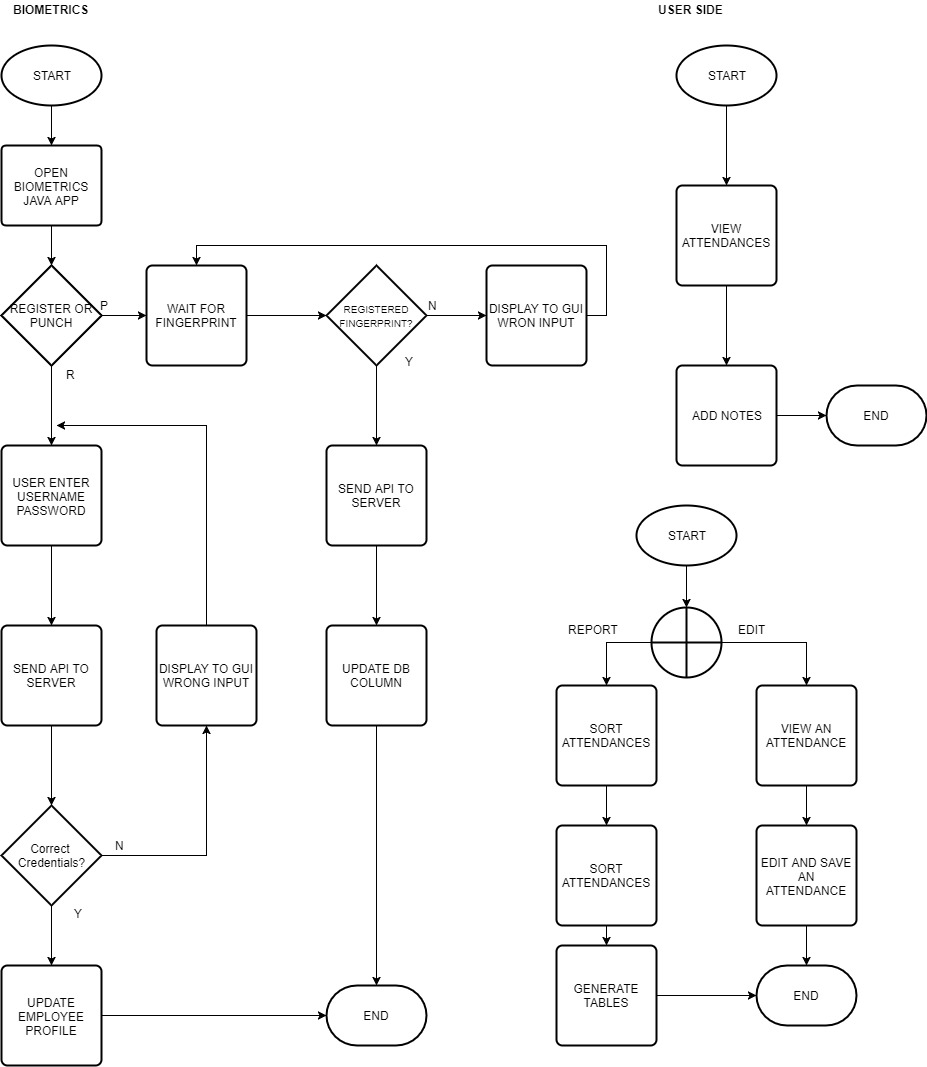 BIOMETRICS
USER SIDE
START
OPEN
BIOMETRICS
JAVA APP
REGISTER OR
PUNCH
P
R
WAIT FOR
FINGERPRINT
REGISTERED
FINGERPRINT?
N
Y
DISPLAY TO GUI
WRON INPUT
USER ENTER
USERNAME
PASSWORD
SEND API TO
SERVER
SEND API TO
SERVER
DISPLAY TO GUI
WRONG INPUT
UPDATE DB
COLUMN
Correct
Credentials?
N
Y
UPDATE
EMPLOYEE
PROFILE
END
START
VIEW
ATTENDANCES
ADD NOTES
END
START
REPORT
EDIT
SORT
ATTENDANCES
VIEW AN
ATTENDANCE
SORT
ATTENDANCES
EDIT AND SAVE
AN
ATTENDANCE
GENERATE
TABLES
END